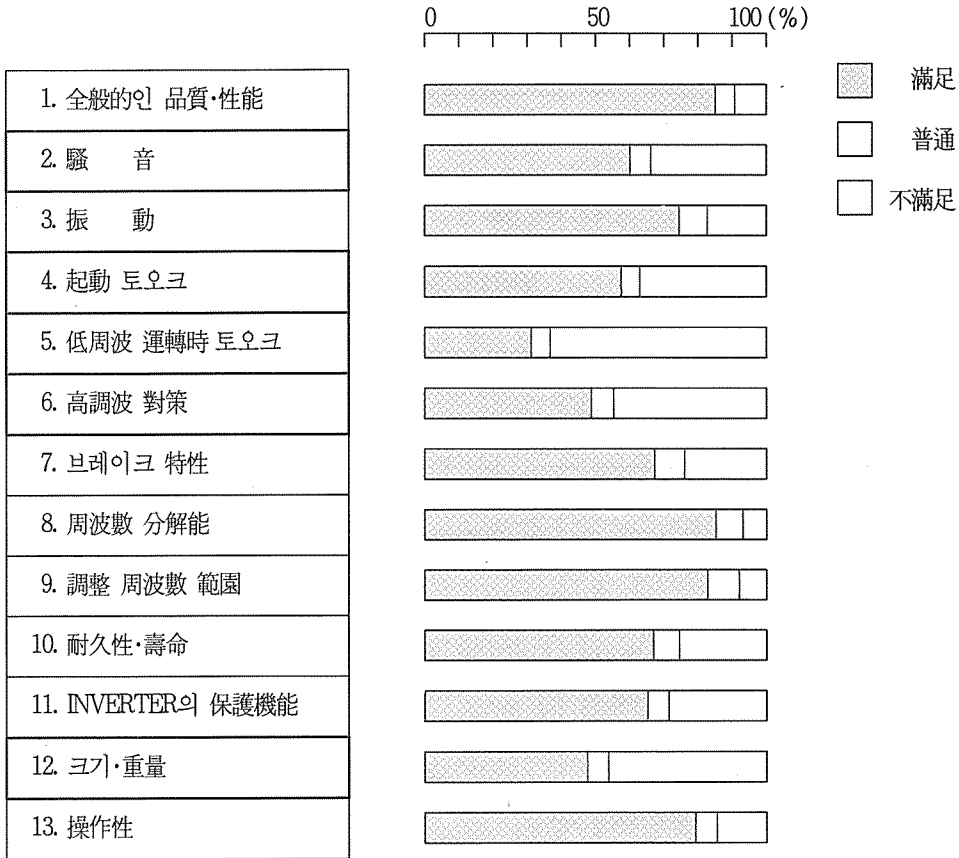 0 50 100(%)
滿足
普通
不滿足
1. 全般的인 品質·性能
2. 騷 音
3. 振 動
4. 起動 토오크
5. 低周波 運轉時 토오크
6. 高調波 對策
7. 브레이크 特性
8. 周波數 分解能
9. 調整 周波數 範園
10. 耐久性·壽命
11. INVERTER의 保護機能
12. 크기·重量
13. 操作性